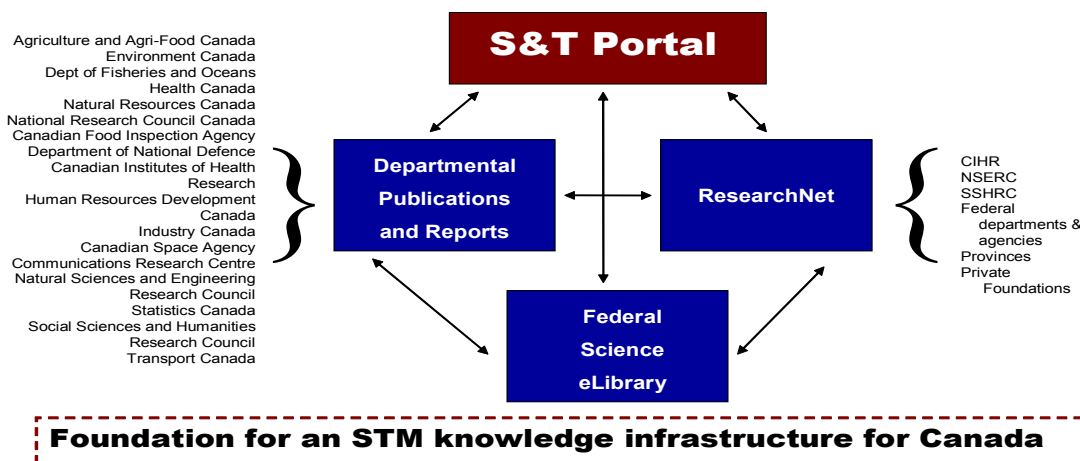 S&T Portal
Agriculture and Agri-Food Canada
Environment Canada
Dept of Fisheries and Oceans
Health Canada
Natural Resources Canada
National Research Council Canada
Canadian Food Inspection Agency
Department of National Defence
Canadian Institutes of Health
Research
Human Resources Development
Canada
Industry Canada
Canadian Space Agency
Communications Research Centre
Natural Sciences and Engineering
Research Council
Statistics Canada
Social Sciences and Humanities
Research Council
Transport Canada
Departmental
Publications
and Reports
ResearchNet
CIHR
NSERC
SSHRC
Federal
departments &
agencies
Provinces
Private
Foundations
Federal
Science
eLibrary
Foundation for an STM knowledge infrastructure for Canada